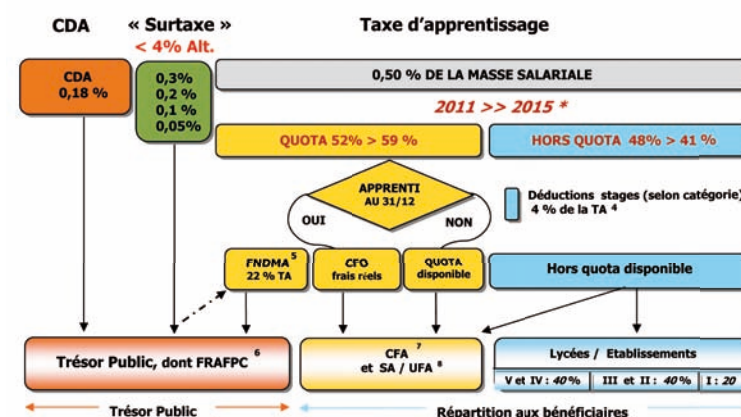 CDA
« Surtaxe »
< 4% Alt.
Taxe d'apprentissage
CDA
0,18 %
0,3%
0,2 %
0,1 %
0,05%
0,50 % DE LA MASSE SALARIALE
2011 >> 2015 *
QUOTA 52% > 59 %
HORS QUOTA 48% > 41 %
APPRENTI
AU 31/12
OUI
NON
Déductions stages (selon catégorie)
4 % de la TA 4
FNDMA 5
22 % TA
CFO
frais réels
QUOTA
disponible
Hors quota disponible
Trésor Public, dont FRAFPC 6
CFA 7
et SA / UFA 8
Lycées / Etablissements
V et IV : 40%
III et II : 40%
I : 20
Trésor Public
Répartition aux bénéficiaires